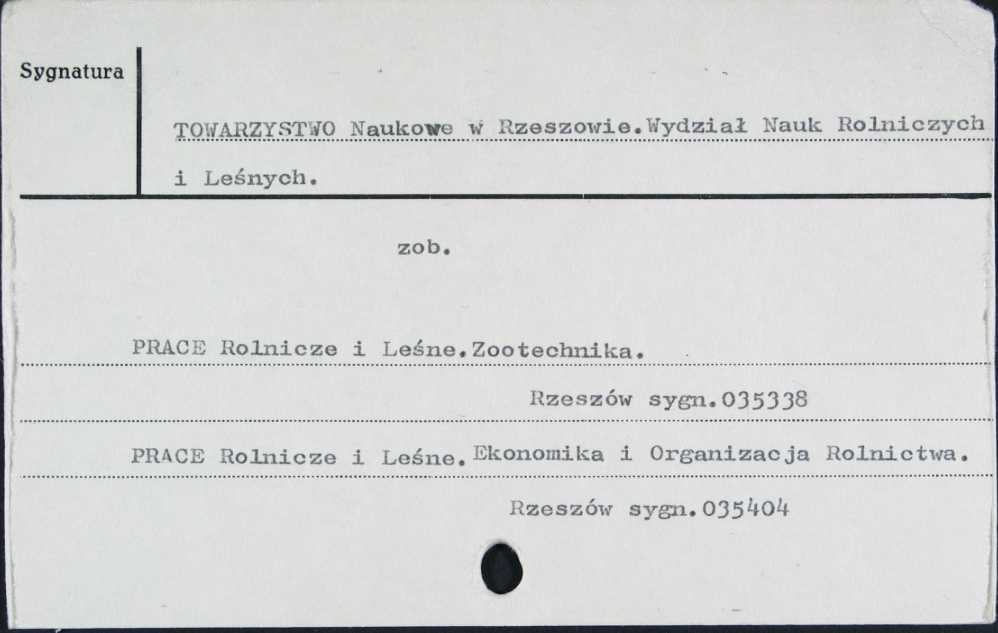 Sygnatura
TOWARZYSTWO Naukowe w Rzeszowie.Wydział Nauk Rolniczych
i Leśnych.
zob.
PRACE Rolnicze i Leśne.Zootechnika.
Rzeszów sygn.035338
PRACE Rolnicze i Leśne.Ekonomika i Organizacja Rolnictwa.
Rzeszów sygn.035404